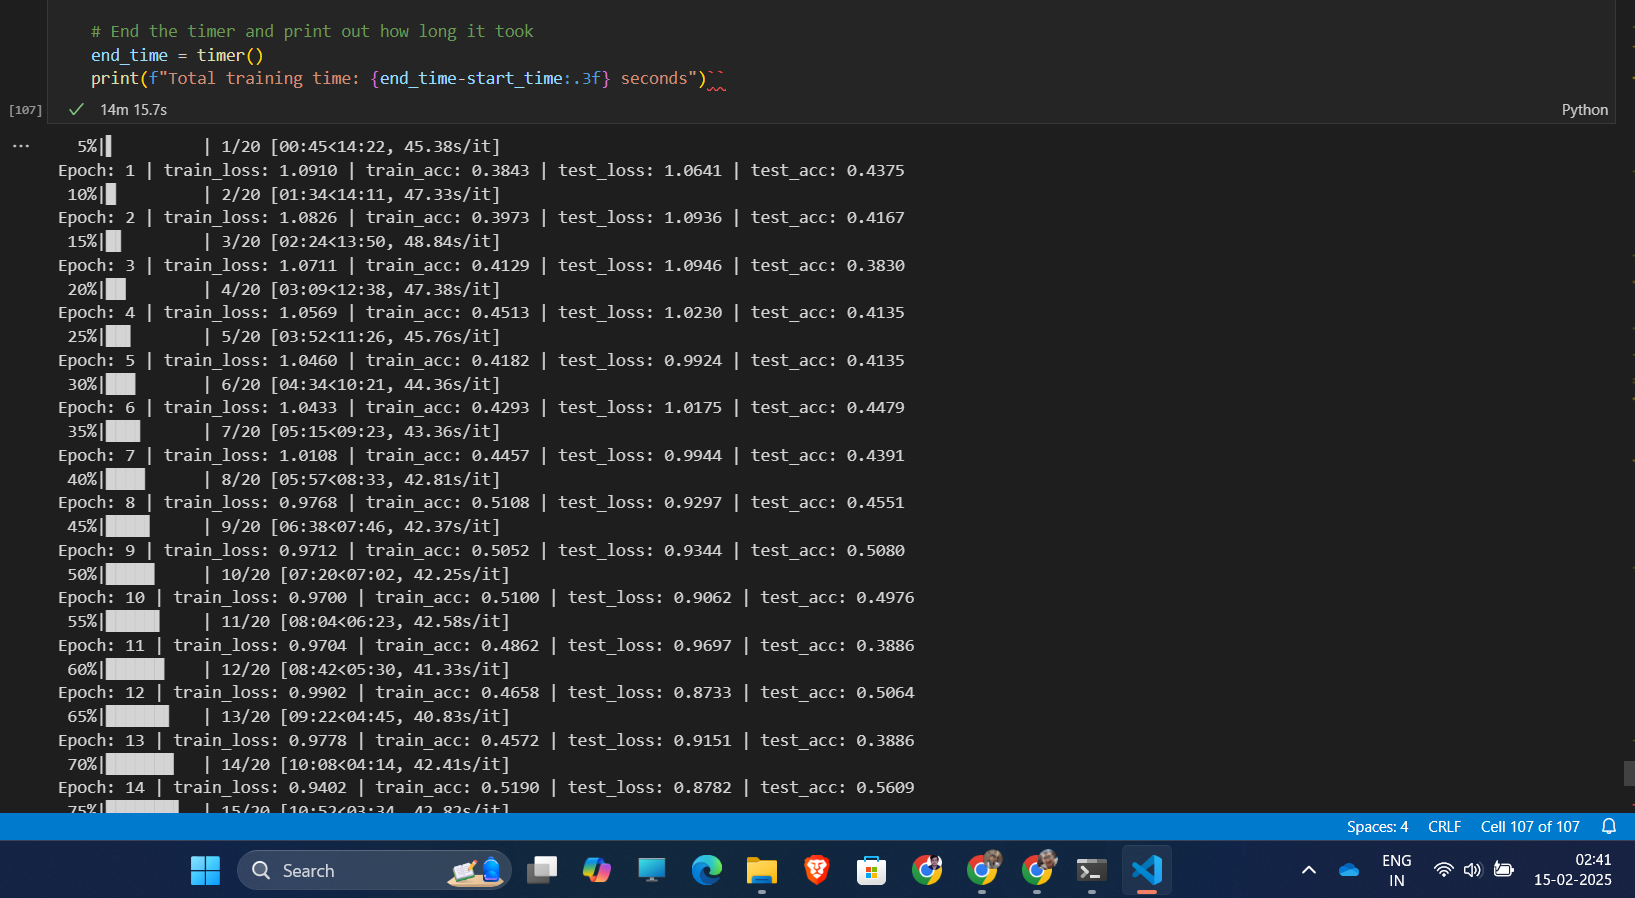 # End the timer and print out how long it took
end_time = timer()
print(f"Total training time: {end_time-start_time:.3f} seconds")``
[107] 14m 15.7s Python
...
5%| | 1/20 [00:45<14:22, 45.38s/it]
Epoch: 1 | train_loss: 1.0910 | train_acc: 0.3843 | test_loss: 1.0641 | test_acc: 0.4375
10%| | 2/20 [01:34<14:11, 47.33s/it]
Epoch: 2 | train_loss: 1.0826 | train_acc: 0.3973 | test_loss: 1.0936 | test_acc: 0.4167
15%| | 3/20 [02:24<13:50, 48.84s/it]
Epoch: 3 | train_loss: 1.0711 | train_acc: 0.4129 | test_loss: 1.0946 | test_acc: 0.3830
20%| | 4/20 [03:09<12:38, 47.38s/it]
Epoch: 4 | train_loss: 1.0569 | train_acc: 0.4513 | test_loss: 1.0230 | test_acc: 0.4135
25%| | 5/20 [03:52<11:26, 45.76s/it]
Epoch: 5 | train_loss: 1.0460 | train_acc: 0.4182 | test_loss: 0.9924 | test_acc: 0.4135
30%| | 6/20 [04:34<10:21, 44.36s/it]
Epoch: 6 | train_loss: 1.0433 | train_acc: 0.4293 | test_loss: 1.0175 | test_acc: 0.4479
35%| | 7/20 [05:15<09:23, 43.36s/it]
Epoch: 7 | train_loss: 1.0108 | train_acc: 0.4457 | test_loss: 0.9944 | test_acc: 0.4391
40%| | 8/20 [05:57<08:33, 42.81s/it]
Epoch: 8 | train_loss: 0.9768 | train_acc: 0.5108 | test_loss: 0.9297 | test_acc: 0.4551
45%| | 9/20 [06:38<07:46, 42.37s/it]
Epoch: 9 | train_loss: 0.9712 | train_acc: 0.5052 | test_loss: 0.9344 | test_acc: 0.5080
50%| | 10/20 [07:20<07:02, 42.25s/it]
Epoch: 10 | train_loss: 0.9700 | train_acc: 0.5100 | test_loss: 0.9062 | test_acc: 0.4976
55%| | 11/20 [08:04<06:23, 42.58s/it]
Epoch: 11 | train_loss: 0.9704 | train_acc: 0.4862 | test_loss: 0.9697 | test_acc: 0.3886
60%| | 12/20 [08:42<05:30, 41.33s/it]
Epoch: 12 | train_loss: 0.9902 | train_acc: 0.4658 | test_loss: 0.8733 | test_acc: 0.5064
65%| | 13/20 [09:22<04:45, 40.83s/it]
Epoch: 13 | train_loss: 0.9778 | train_acc: 0.4572 | test_loss: 0.9151 | test_acc: 0.3886
70%| | 14/20 [10:08<04:14, 42.41s/it]
Epoch: 14 | train_loss: 0.9402 | train_acc: 0.5190 | test_loss: 0.8782 | test_acc: 0.5609
75%| | 15/20 [10:52<03:34, 42.82s/it]
Spaces: 4 CRLF Cell 107 of 107
Search
ENG
IN
02:41
15-02-2025